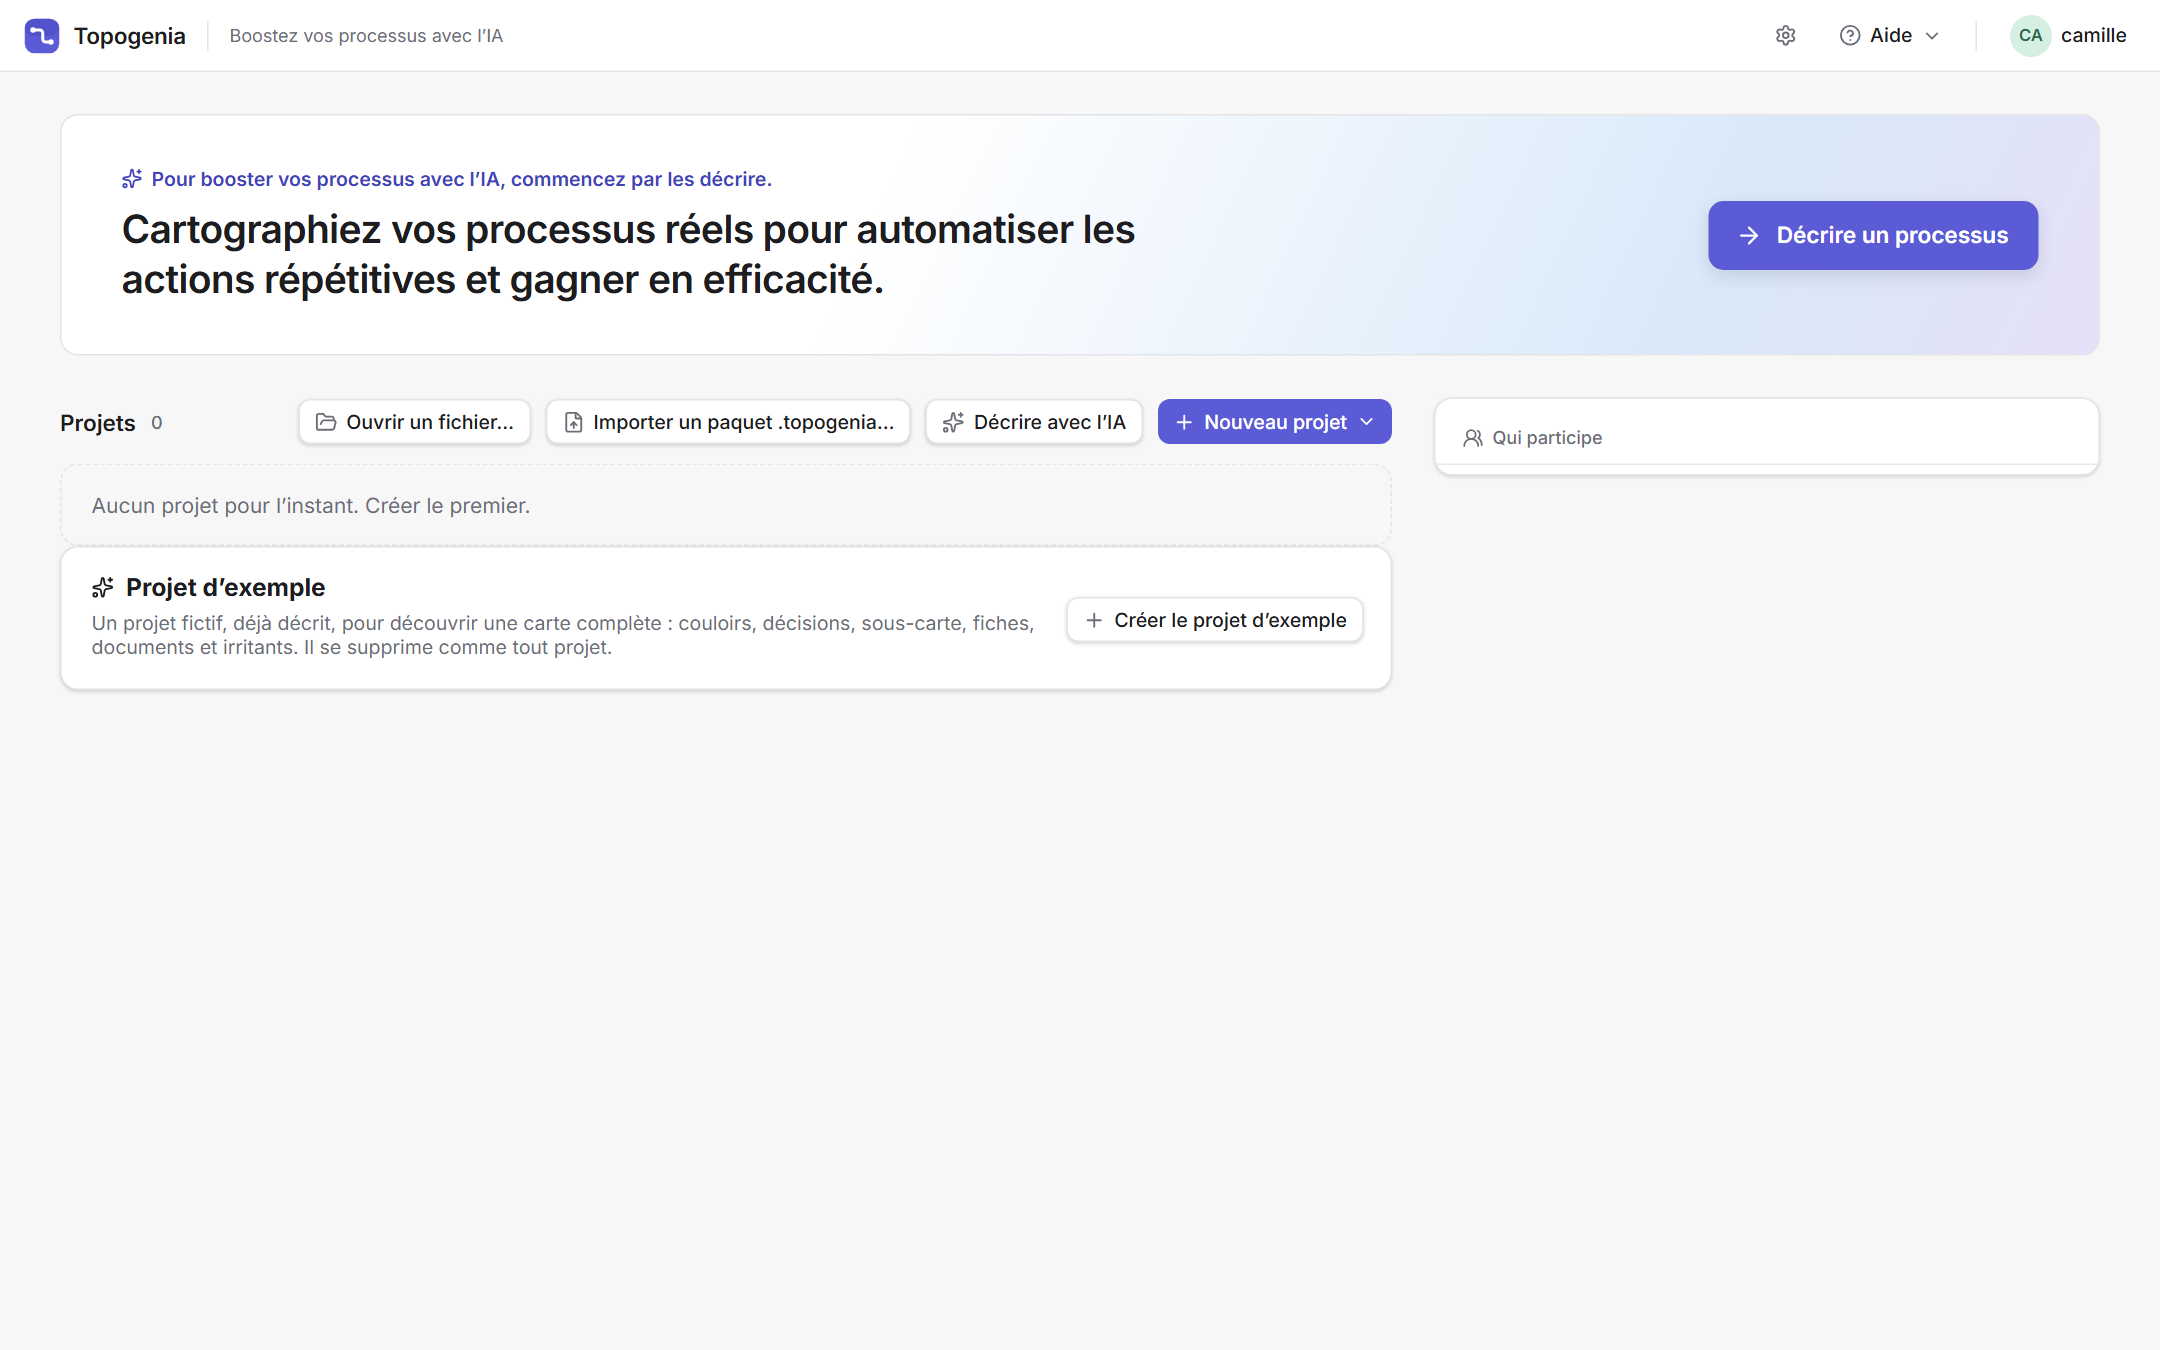 Topogenia
Boostez vos processus avec l’IA
Aide
CA
camille
Pour booster vos processus avec l’IA, commencez par les décrire.
Cartographiez vos processus réels pour automatiser les
actions répétitives et gagner en efficacité.
Décrire un processus
Projets 0
Ouvrir un fichier...
Importer un paquet .topogenia...
Décrire avec l’IA
Nouveau projet
Qui participe
Aucun projet pour l’instant. Créer le premier.
Projet d’exemple
Un projet fictif, déjà décrit, pour découvrir une carte complète : couloirs, décisions, sous-carte, fiches,
documents et irritants. Il se supprime comme tout projet.
Créer le projet d’exemple